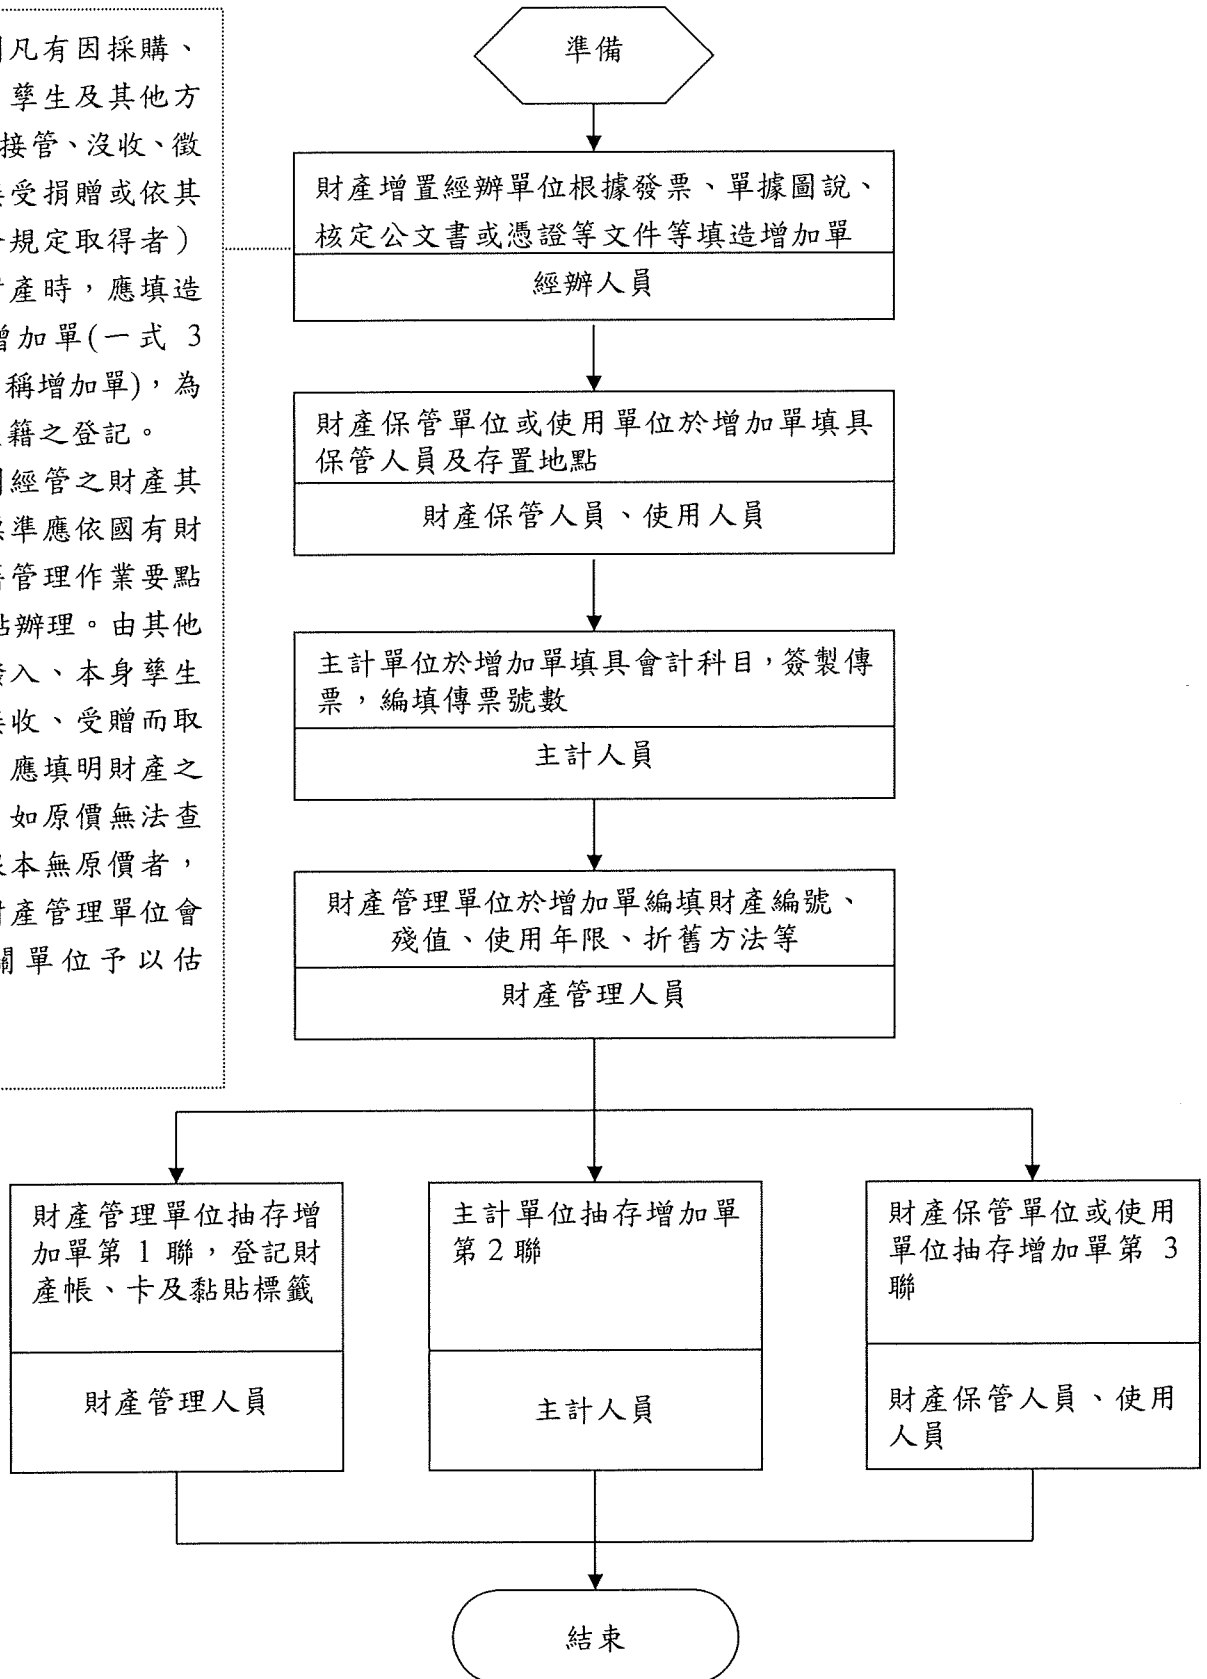 準備
凡有因採購、
孳生及其他方
接管、沒收、徵
受捐贈或依其
規定取得者）
財產時，應填造
增加單(一式 3
稱增加單)，為
籍之登記。
經管之財產其
標準應依國有財
管理作業要點
點辦理。由其他
撥入、本身孳生
接收、受贈而取
應填明財產之
如原價無法查
根本無原價者，
財產管理單位會
關單位予以估
財產增置經辦單位根據發票、單據圖說、
核定公文書或憑證等文件等填造增加單
經辦人員
財產保管單位或使用單位於增加單填具
保管人員及存置地點
財產保管人員、使用人員
主計單位於增加單填具會計科目，簽製傳
票，編填傳票號數
主計人員
財產管理單位於增加單編填財產編號、
殘值、使用年限、折舊方法等
財產管理人員
財產管理單位抽存增
加單第 1 聯，登記財
產帳、卡及黏貼標籤
財產管理人員
主計單位抽存增加單
第 2 聯
主計人員
財產保管單位或使用
單位抽存增加單第 3
聯
財產保管人員、使用
人員
結束